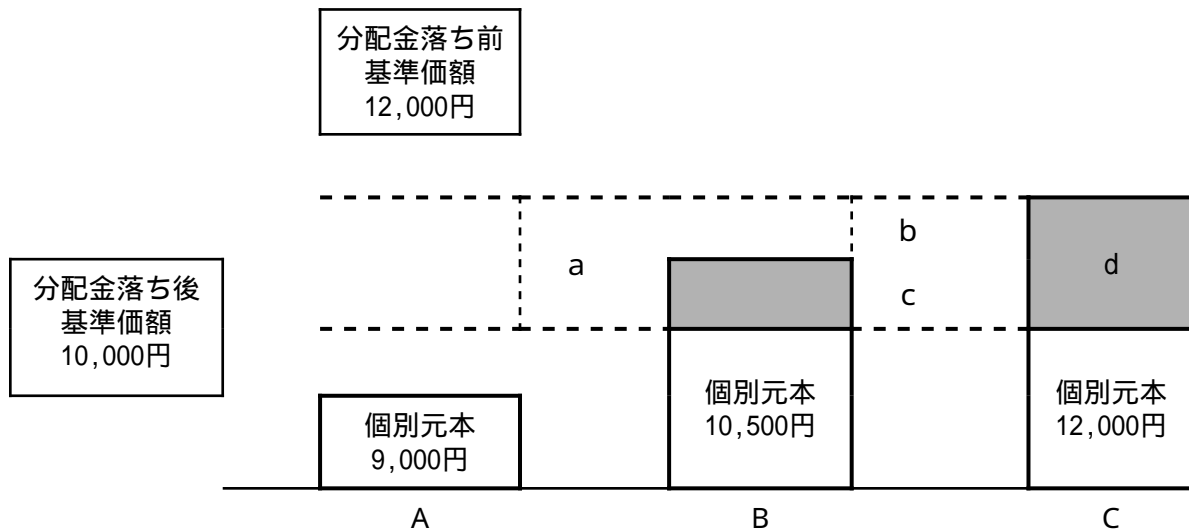 分配金落ち前
基準価額
12,000円
b
a
d
分配金落ち後
基準価額
10,000円
c
個別元本
9,000円
個別元本
10,500円
個別元本
12,000円
A
B
C